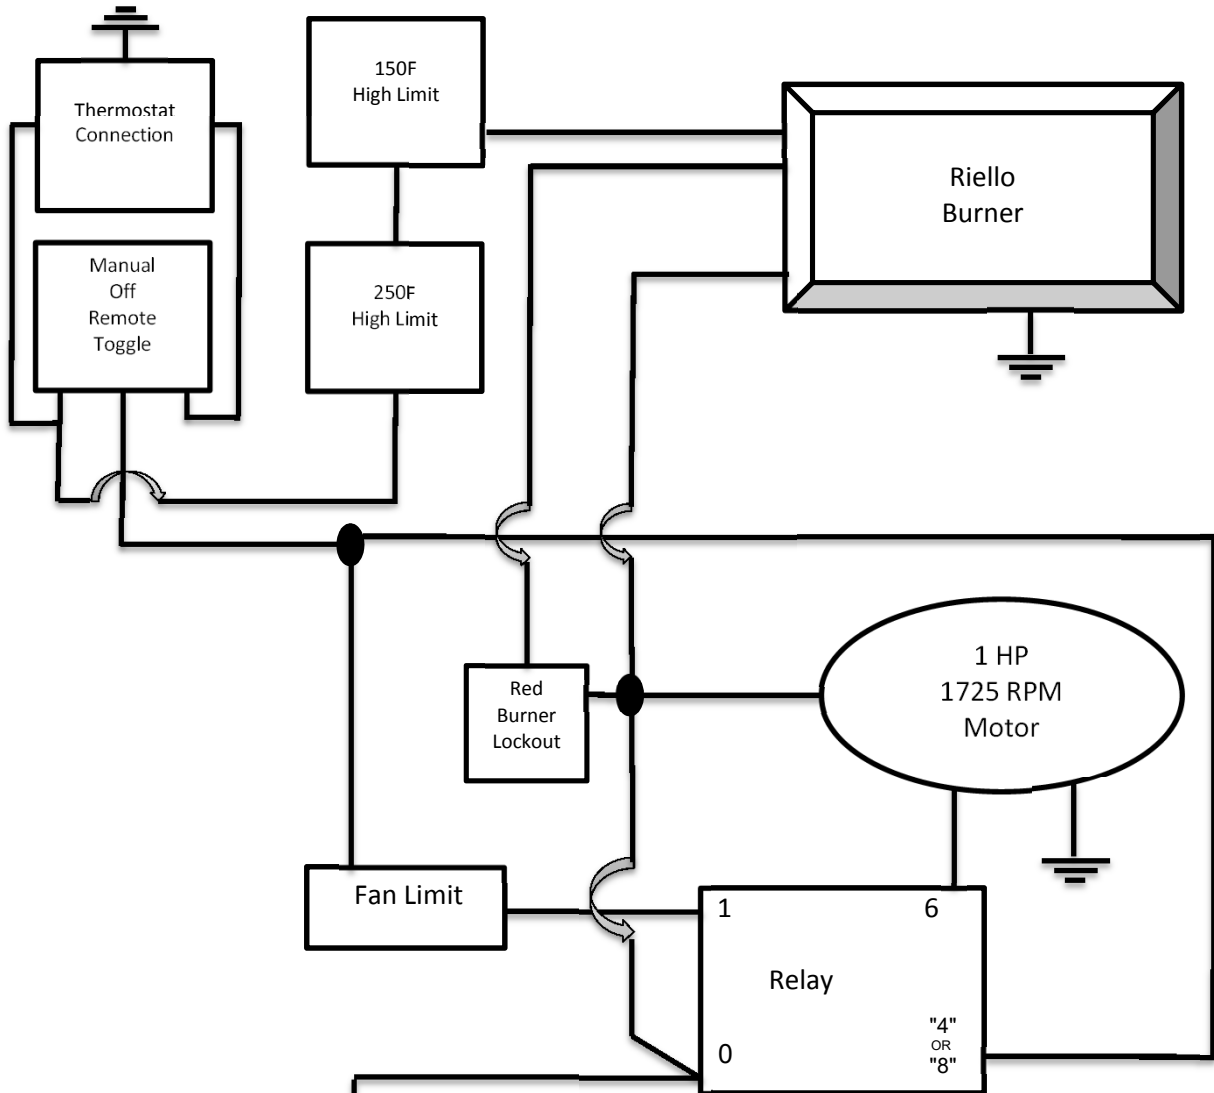 Thermostat
Connection
150F
High Limit
Riello
Burner
Manual
Off
Remote
Toggle
250F
High Limit
1 HP
1725 RPM
Motor
Red
Burner
Lockout
Fan Limit
1
6
Relay
0
"4"
OR
"8"